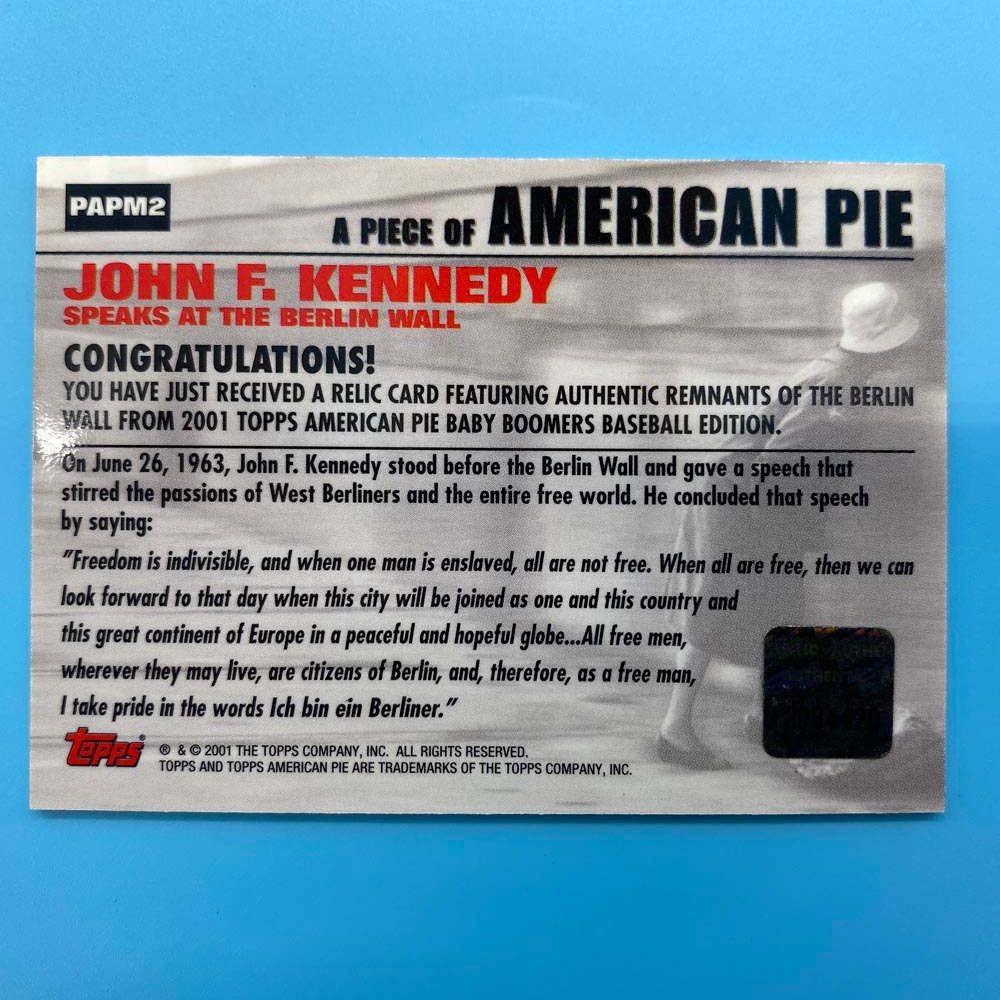 PAPM2
A PIECE OF AMERICAN PIE
JOHN F. KENNEDY
SPEAKS AT THE BERLIN WALL
CONGRATULATIONS!
YOU HAVE JUST RECEIVED A RELIC CARD FEATURING AUTHENTIC REMNANTS OF THE BERLIN
WALL FROM 2001 TOPPS AMERICAN PIE BABY BOOMERS BASEBALL EDITION.
On June 26, 1963, John F. Kennedy stood before the Berlin Wall and gave a speech that
stirred the passions of West Berliners and the entire free world. He concluded that speech
by saying:
"Freedom is indivisible, and when one man is enslaved, all are not free. When all are free, then we can
look forward to that day when this city will be joined as one and this country and
this great continent of Europe in a peaceful and hopeful globe...All free men,
wherever they may live, are citizens of Berlin, and, therefore, as a free man,
I take pride in the words Ich bin ein Berliner."
Topps
® & © 2001 THE TOPPS COMPANY, INC. ALL RIGHTS RESERVED.
TOPPS AND TOPPS AMERICAN PIE ARE TRADEMARKS OF THE TOPPS COMPANY, INC.